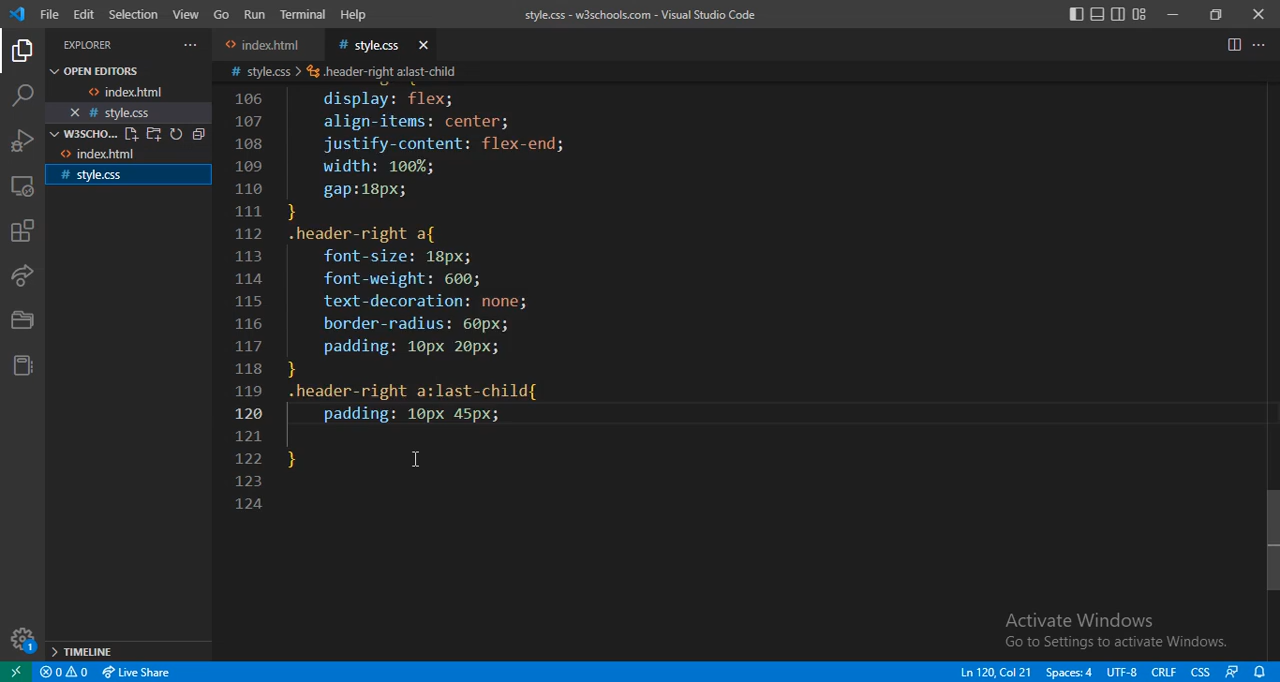 File Edit Selection View Go Run Terminal Help style.css - w3schools.com - Visual Studio Code
EXPLORER ··· <> index.html # style.css ×
OPEN EDITORS # style.css > .header-right a:last-child
<> index.html
× # style.css
W3SCHO...
<> index.html
# style.css
106 display: flex;
107 align-items: center;
108 justify-content: flex-end;
109 width: 100%;
110 gap:18px;
111 }
112 .header-right a{
113 font-size: 18px;
114 font-weight: 600;
115 text-decoration: none;
116 border-radius: 60px;
117 padding: 10px 20px;
118 }
119 .header-right a:last-child{
120 padding: 10px 45px;
121
122 }
123
124
Activate Windows
Go to Settings to activate Windows.
1
TIMELINE
0 0 Live Share Ln 120, Col 21 Spaces: 4 UTF-8 CRLF CSS